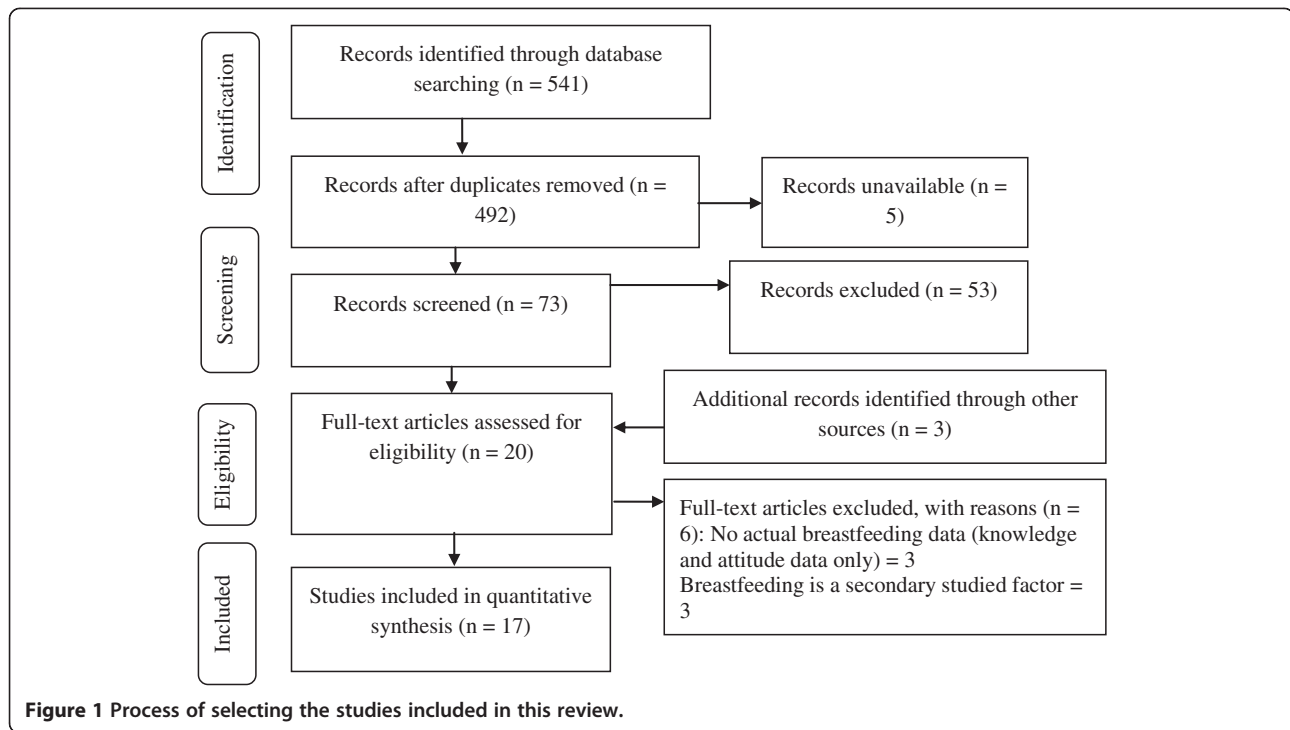 Identification
Records identified through database
searching (n = 541)
Records after duplicates removed (n =
492)
Records unavailable (n =
5)
Screening
Records screened (n = 73)
Records excluded (n = 53)
Eligibility
Full-text articles assessed for
eligibility (n = 20)
Additional records identified through other
sources (n = 3)
Full-text articles excluded, with reasons (n =
6): No actual breastfeeding data (knowledge
and attitude data only) = 3
Breastfeeding is a secondary studied factor =
3
Included
Studies included in quantitative
synthesis (n = 17)
Figure 1 Process of selecting the studies included in this review.